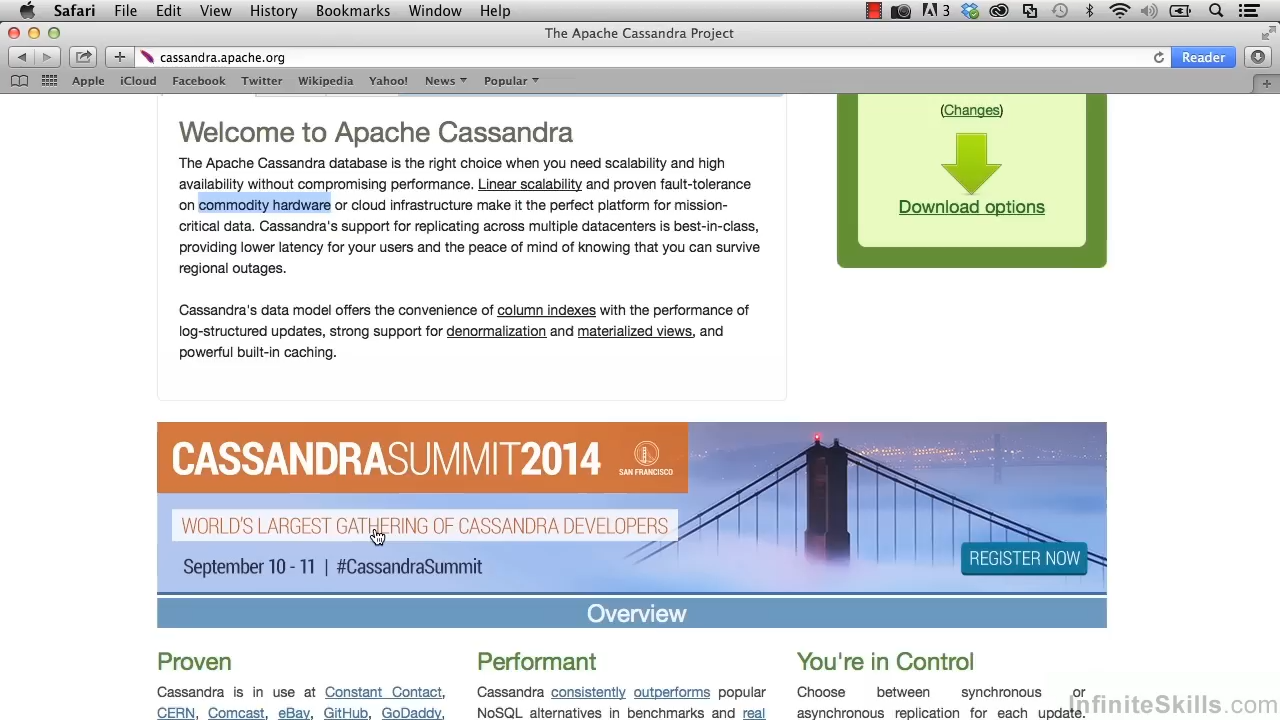 Safari File Edit View History Bookmarks Window Help 3
The Apache Cassandra Project
cassandra.apache.org Reader
Apple iCloud Facebook Twitter Wikipedia Yahoo! News Popular
Welcome to Apache Cassandra
The Apache Cassandra database is the right choice when you need scalability and high
availability without compromising performance. Linear scalability and proven fault-tolerance
on commodity hardware or cloud infrastructure make it the perfect platform for mission-
critical data. Cassandra's support for replicating across multiple datacenters is best-in-class,
providing lower latency for your users and the peace of mind of knowing that you can survive
regional outages.
Cassandra's data model offers the convenience of column indexes with the performance of
log-structured updates, strong support for denormalization and materialized views, and
powerful built-in caching.
(Changes)
Download options
CASSANDRASUMMIT2014 SAN FRANCISCO
WORLD'S LARGEST GATHERING OF CASSANDRA DEVELOPERS
September 10 - 11 | #CassandraSummit
REGISTER NOW
Overview
Proven
Cassandra is in use at Constant Contact,
CERN, Comcast, eBay, GitHub, GoDaddy,
Performant
Cassandra consistently outperforms popular
NoSQL alternatives in benchmarks and real
You're in Control
Choose between synchronous or
asynchronous replication for each update.
InfiniteSkills.com